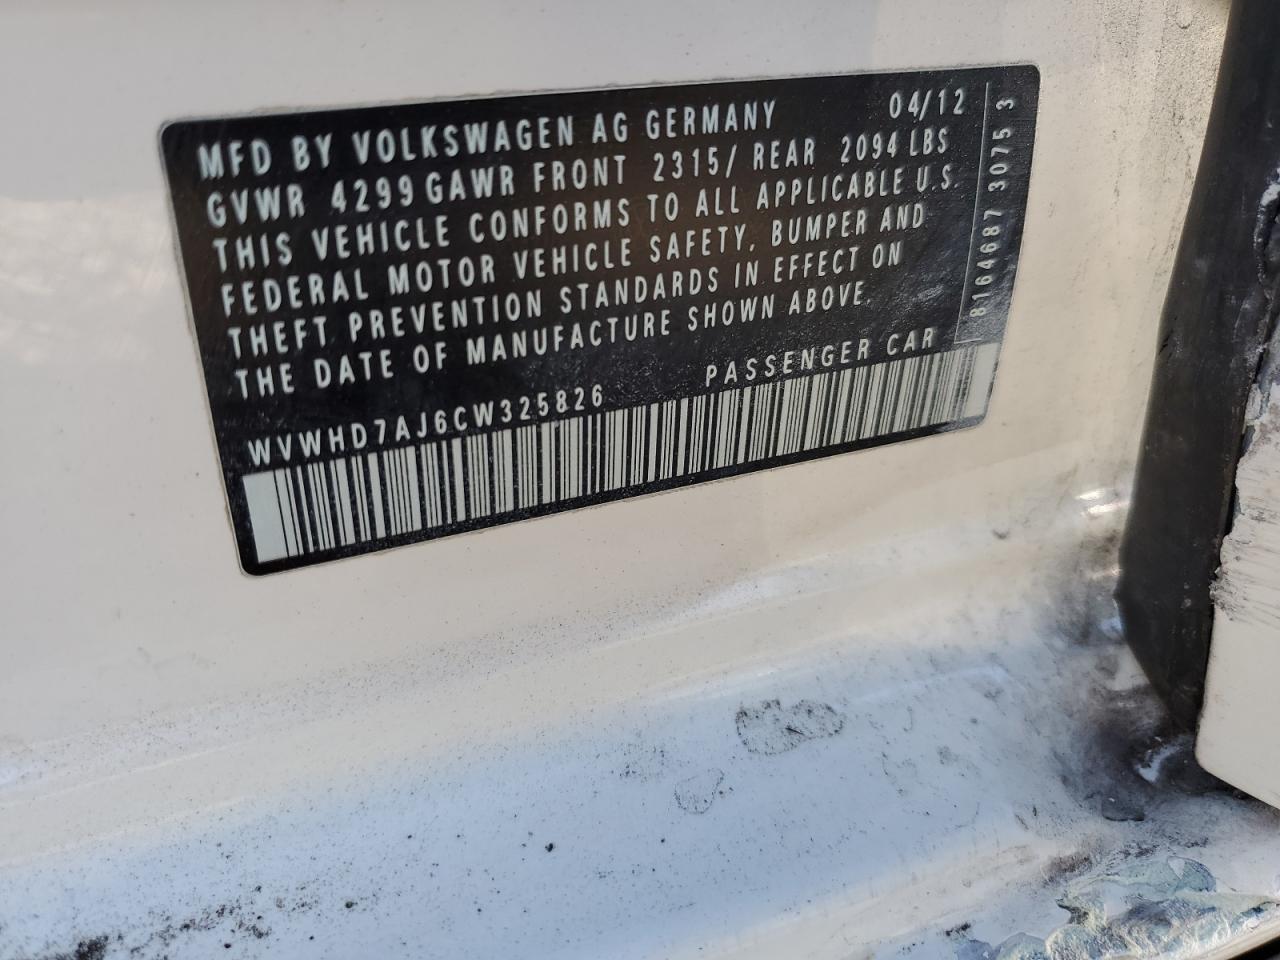 MFD BY VOLKSWAGEN AG GERMANY 04/12
GVWR 4299 GAWR FRONT 2315/ REAR 2094 LBS
THIS VEHICLE CONFORMS TO ALL APPLICABLE U.S.
FEDERAL MOTOR VEHICLE SAFETY, BUMPER AND
THEFT PREVENTION STANDARDS IN EFFECT ON
THE DATE OF MANUFACTURE SHOWN ABOVE.
WVWHD7AJ6CW325826 PASSENGER CAR
8164687 3075 3